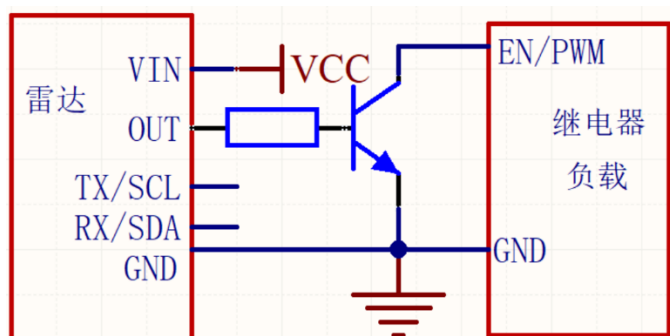 VIN
VCC
雷达
OUT
TX/SCL
RX/SDA
GND
EN/PWM
继电器
负载
GND